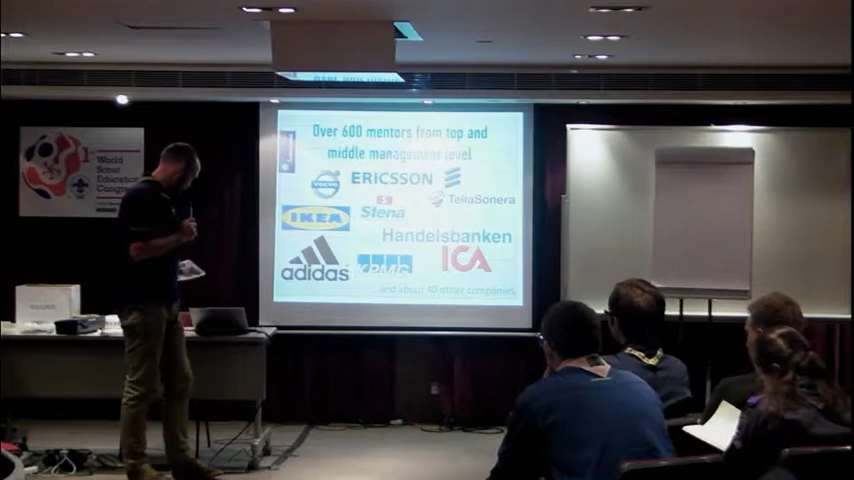 Over 600 mentors from top and
middle management level
VOLVO
ERICSSON
TeliaSonera
Stena
IKEA
Handelsbanken
adidas
KPMG
ICA
...and about 40 other companies
1
World
Scout
Education
Congress